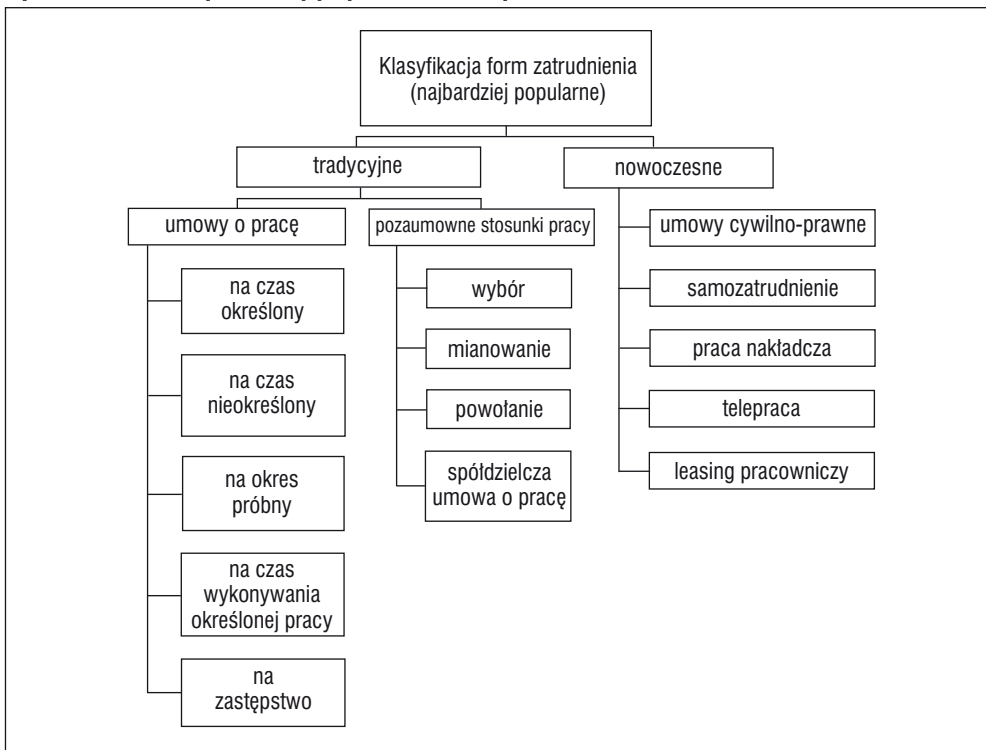 Klasyfikacja form zatrudnienia
(najbardziej popularne)
tradycyjne
nowoczesne
umowy o pracę
pozaumowne stosunki pracy
na czas
określony
na czas
nieokreślony
na okres
próbny
na czas
wykonywania
określonej pracy
na
zastępstwo
wybór
mianowanie
powołanie
spółdzielcza
umowa o pracę
umowy cywilno-prawne
samozatrudnienie
praca nakładcza
telepraca
leasing pracowniczy